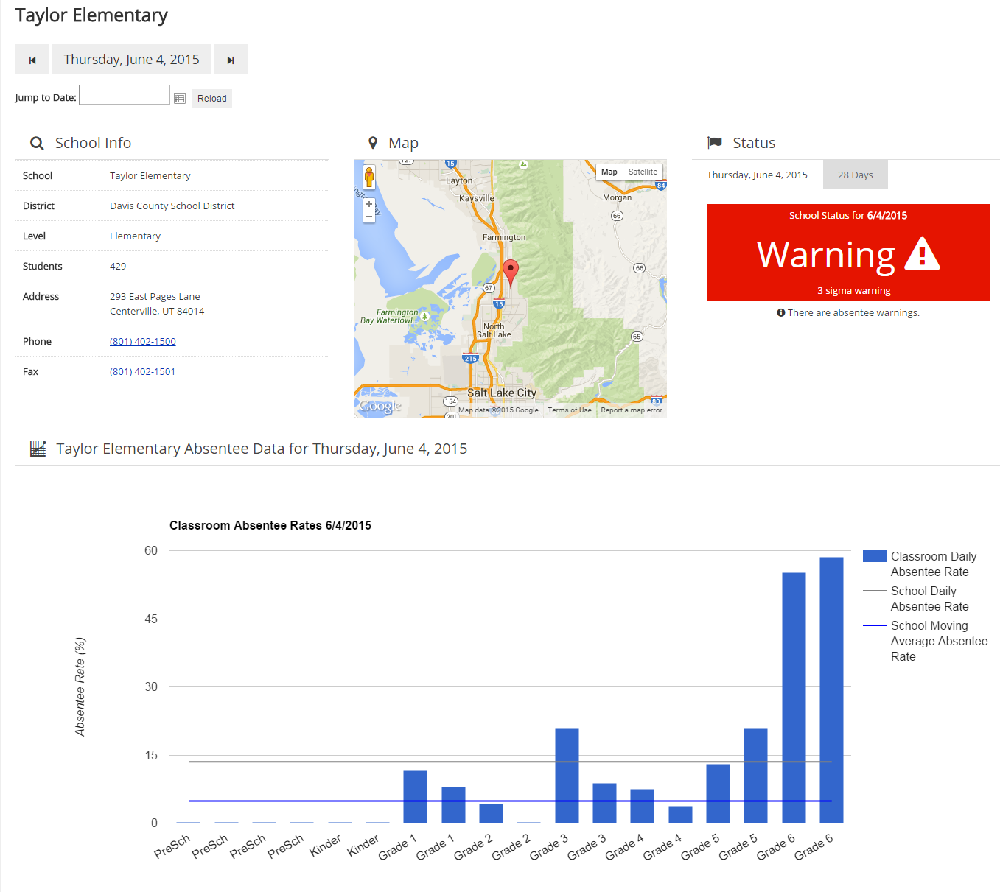 Taylor Elementary
Thursday, June 4, 2015
Jump to Date:
Reload
School Info
School Taylor Elementary
District Davis County School District
Level Elementary
Students 429
Address 293 East Pages Lane
Centerville, UT 84014
Phone (801) 402-1500
Fax (801) 402-1501
Map
127
15
Map Satellite
Layton
84
Kaysville
Morgan
66
Farmington
66
67
15
Farmington
Bay Waterfowl...
North
Salt Lake
65
215
Salt Lake City
154
80
Google
Map data ©2015 Google Terms of Use Report a map error
201
Status
Thursday, June 4, 2015 28 Days
School Status for 6/4/2015
Warning
3 sigma warning
There are absentee warnings.
Taylor Elementary Absentee Data for Thursday, June 4, 2015
Classroom Absentee Rates 6/4/2015
Absentee Rate (%)
60
45
30
15
0
PreSch PreSch PreSch PreSch Kinder Kinder Grade 1 Grade 1 Grade 2 Grade 2 Grade 3 Grade 3 Grade 4 Grade 4 Grade 5 Grade 5 Grade 6 Grade 6
Classroom Daily
Absentee Rate
School Daily
Absentee Rate
School Moving
Average Absentee
Rate